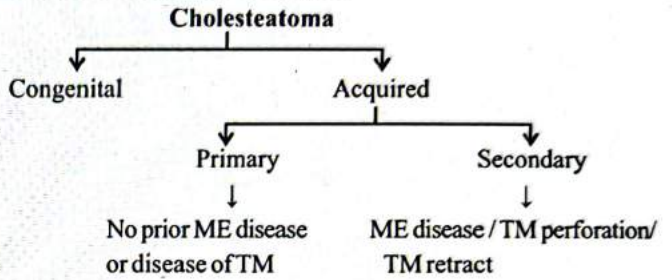 Cholesteatoma
Congenital Acquired
Primary Secondary
No prior ME disease ME disease / TM perforation/
or disease of TM TM retract